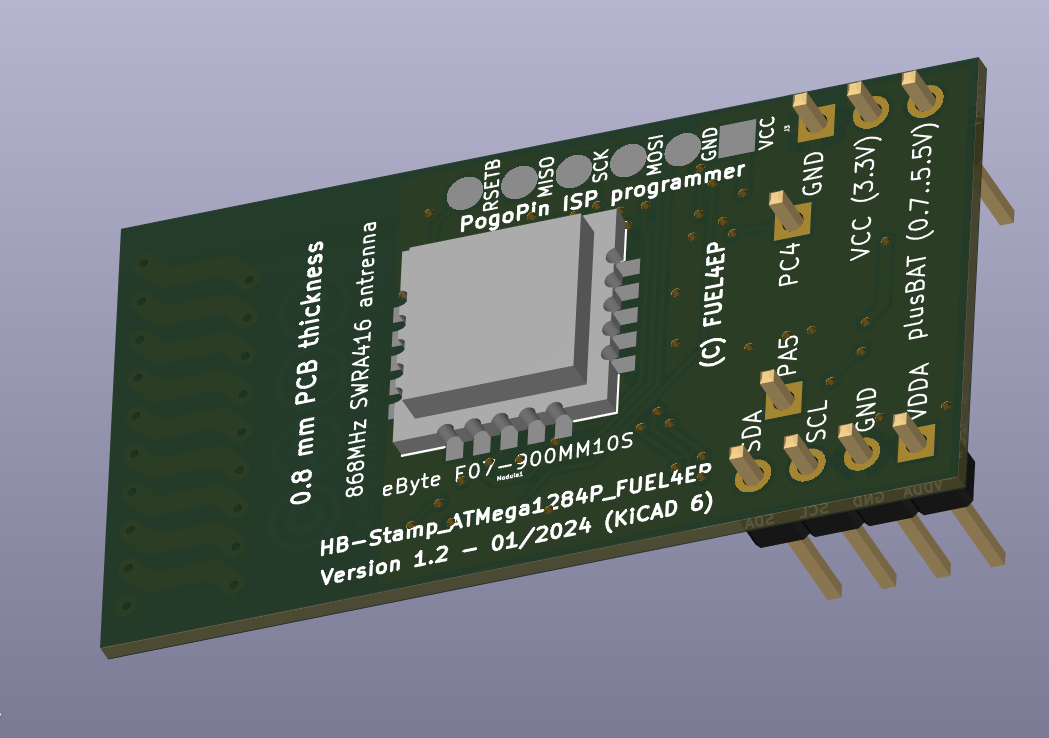 RSETB
MISO
SCK
MOSI
GND
VCC
J3
PogoPin ISP programmer
GND
VCC (3.3V)
plusBAT (0.7..5.5V)
PC4
(C) FUEL4EP
PA5
SDA
SCL
GND
VDDA
0.8 mm PCB thickness
868MHz SWRA416 antrenna
eByte E07-900MM10S
Module1
HB-Stamp_ATMega1284P_FUEL4EP
Version 1.2 - 01/2024 (KiCAD 6)
SDA
SCL
GND
VDDA